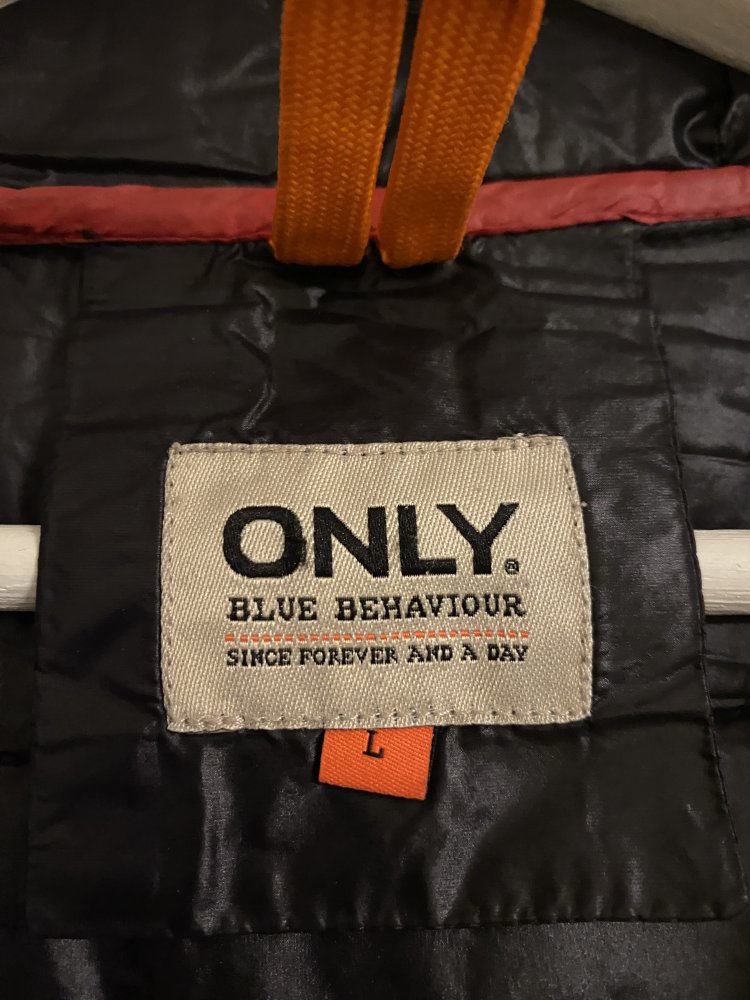 ONLY®
BLUE BEHAVIOUR
SINCE FOREVER AND A DAY
L